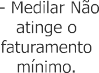 - Medilar Não
atinge o
faturamento
mínimo.